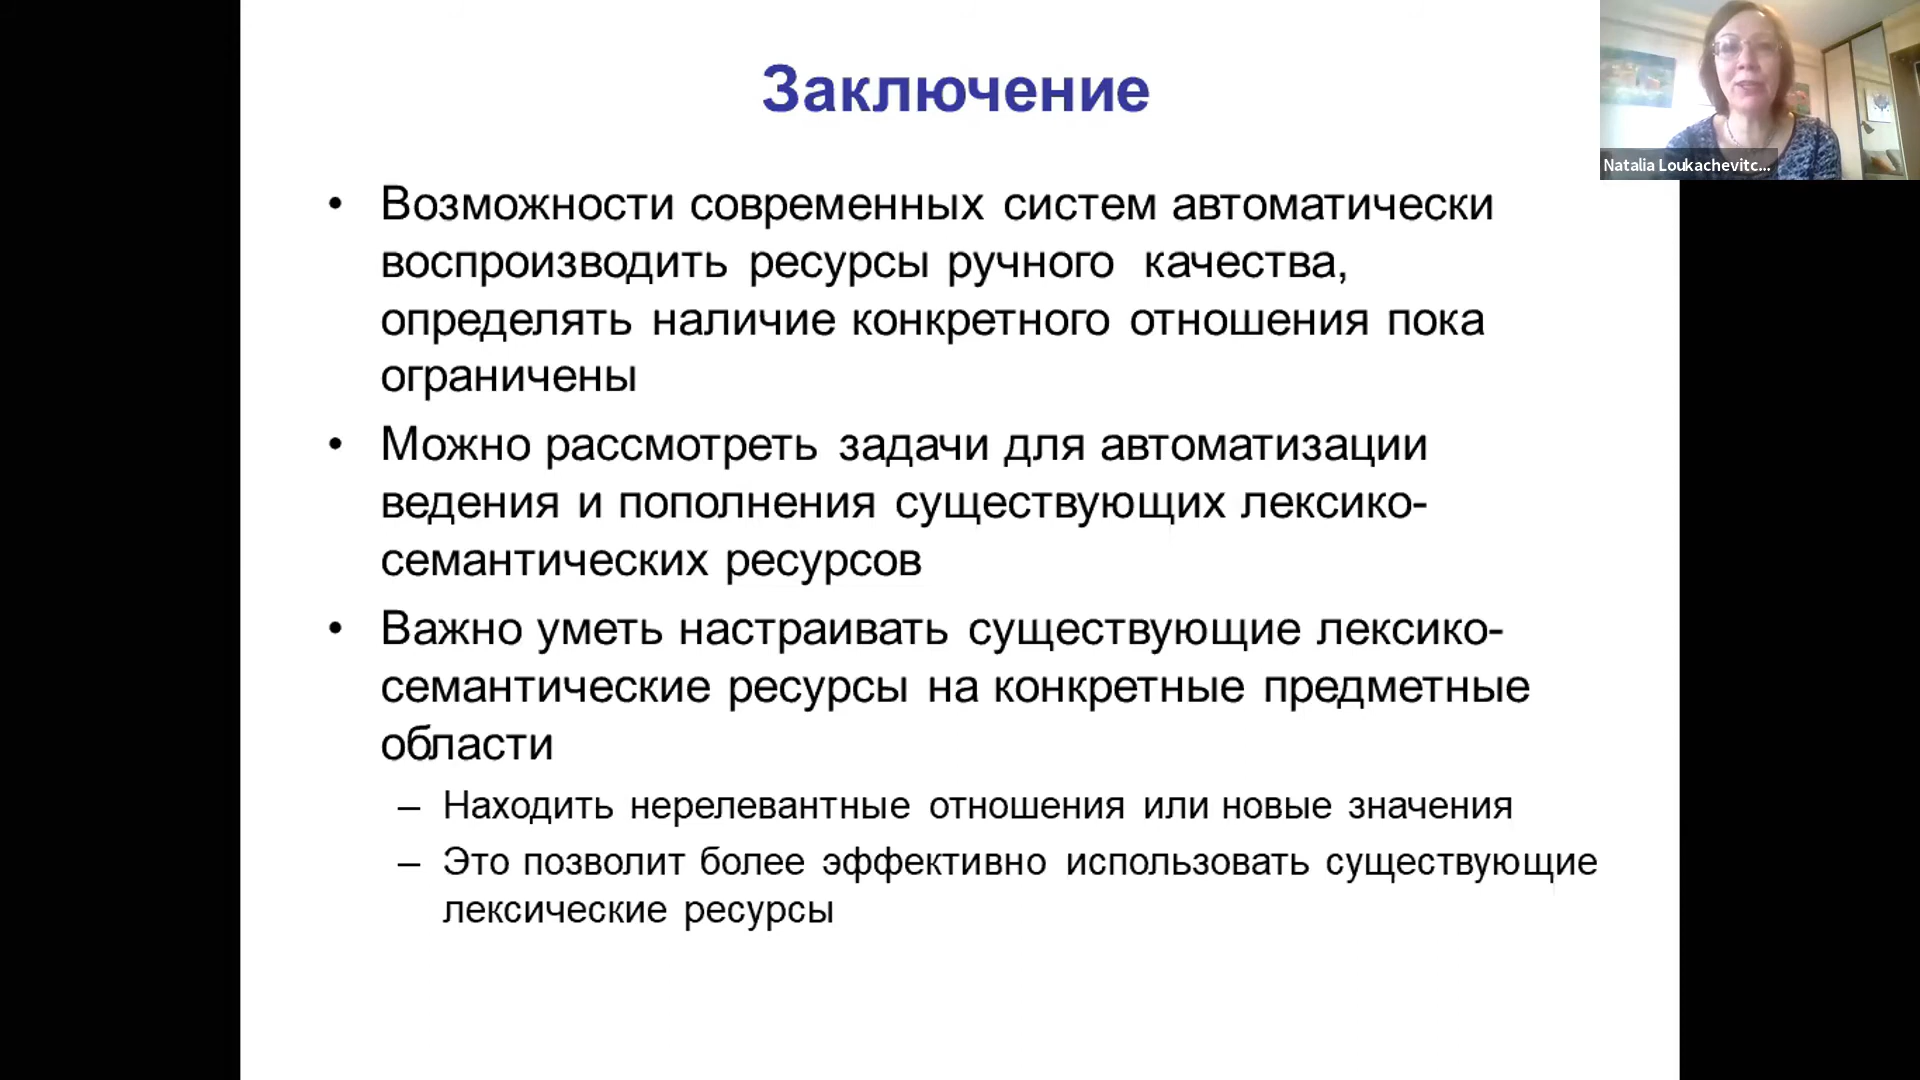 Заключение
Natalia Loukachevitc...
• Возможности современных систем автоматически
воспроизводить ресурсы ручного качества,
определять наличие конкретного отношения пока
ограничены
• Можно рассмотреть задачи для автоматизации
ведения и пополнения существующих лексико-
семантических ресурсов
• Важно уметь настраивать существующие лексико-
семантические ресурсы на конкретные предметные
области
– Находить нерелевантные отношения или новые значения
– Это позволит более эффективно использовать существующие
лексические ресурсы